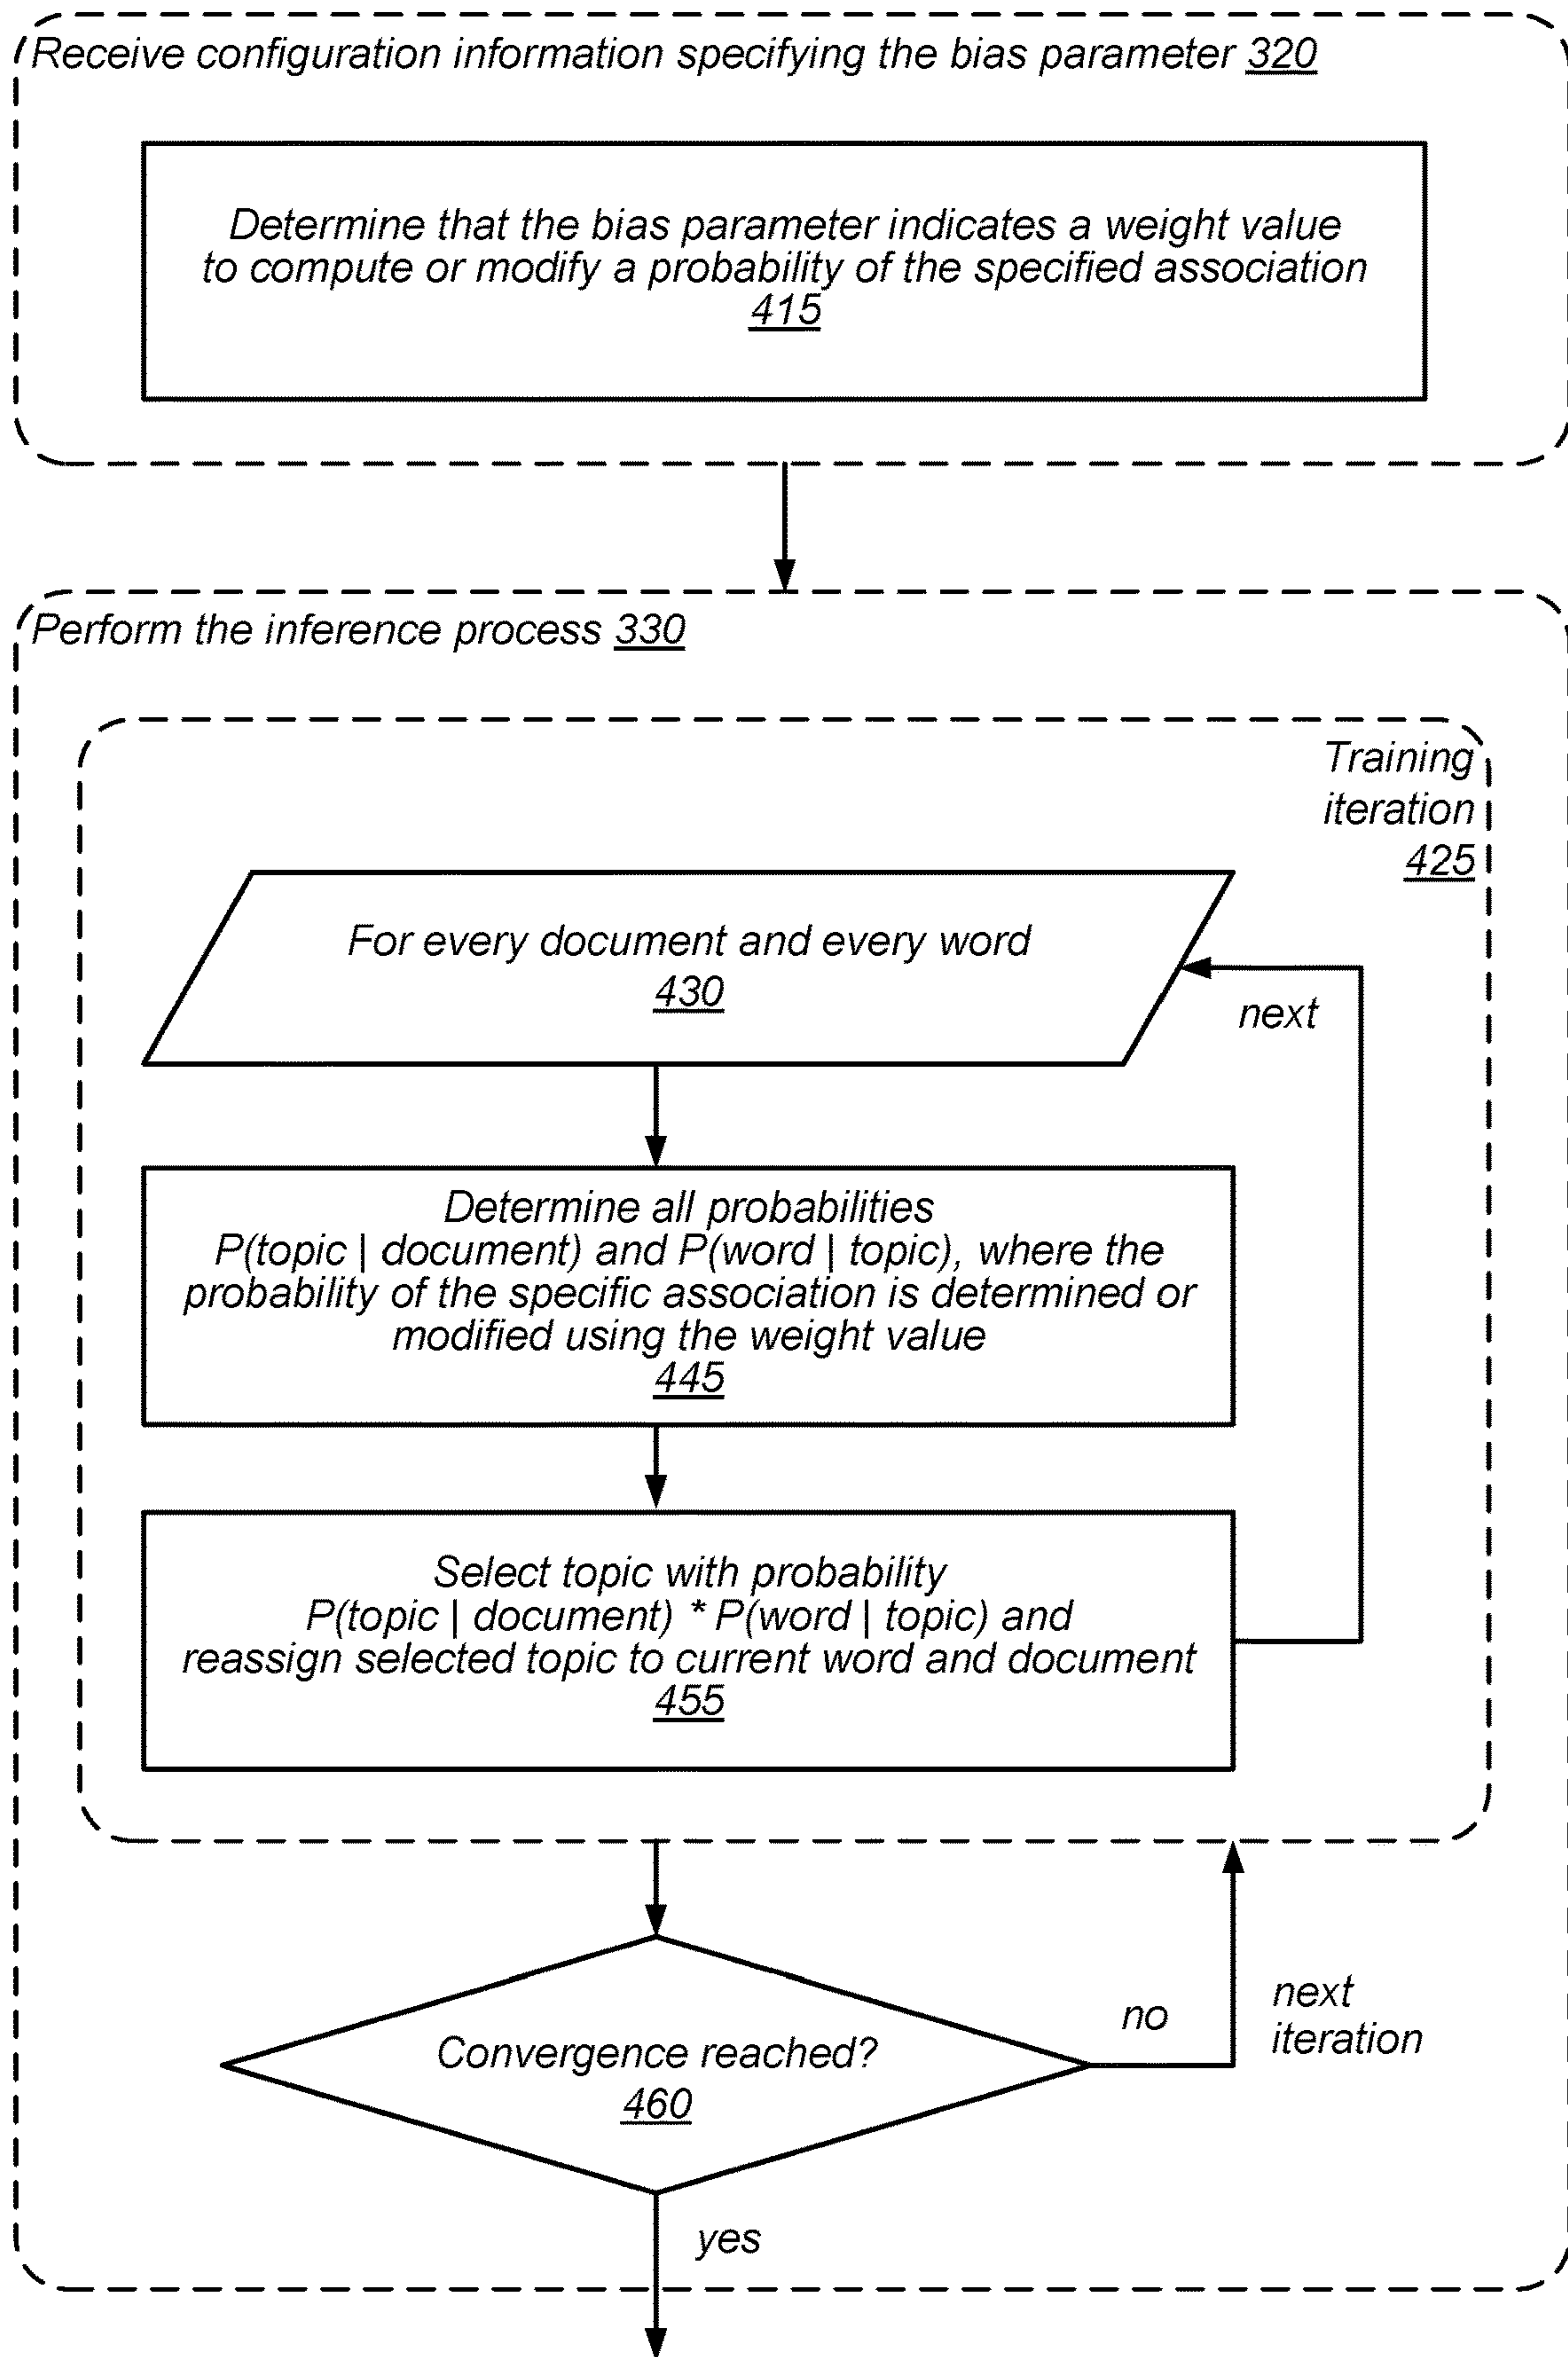 Receive configuration information specifying the bias parameter 320
Determine that the bias parameter indicates a weight value
to compute or modify a probability of the specified association
415
Perform the inference process 330
Training
iteration
425
For every document and every word
430
next
Determine all probabilities
P(topic | document) and P(word | topic), where the
probability of the specific association is determined or
modified using the weight value
445
Select topic with probability
P(topic | document) * P(word | topic) and
reassign selected topic to current word and document
455
Convergence reached?
460
no
next
iteration
yes